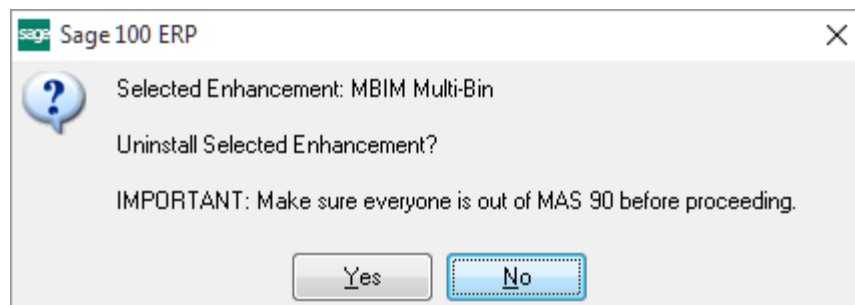 sage Sage 100 ERP
Selected Enhancement: MBIM Multi-Bin
Uninstall Selected Enhancement?
IMPORTANT: Make sure everyone is out of MAS 90 before proceeding.
Yes No